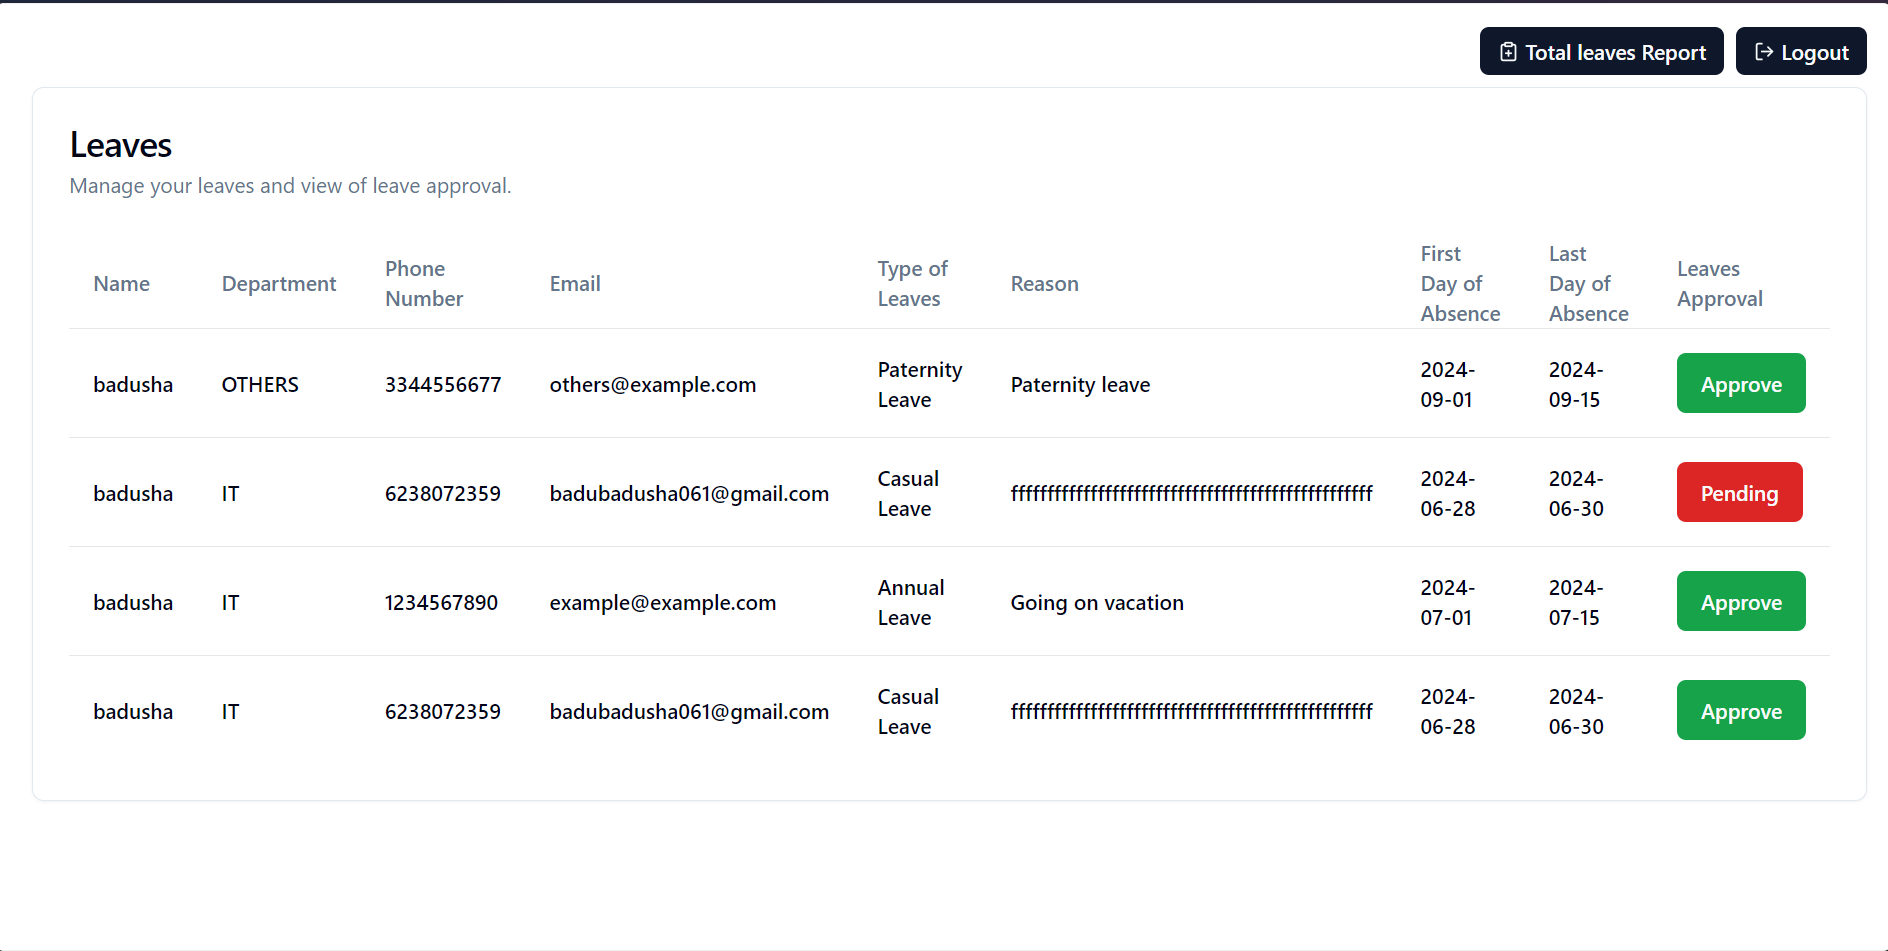 Total leaves Report Logout
Leaves
Manage your leaves and view of leave approval.
Name Department Phone Number Email Type of Leaves Reason First Day of Absence Last Day of Absence Leaves Approval
badusha OTHERS 3344556677 others@example.com Paternity Leave Paternity leave 2024-09-01 2024-09-15 Approve
badusha IT 6238072359 badubadusha061@gmail.com Casual Leave ffffffffffffffffffffffffffffffffffffffffffffffffff 2024-06-28 2024-06-30 Pending
badusha IT 1234567890 example@example.com Annual Leave Going on vacation 2024-07-01 2024-07-15 Approve
badusha IT 6238072359 badubadusha061@gmail.com Casual Leave ffffffffffffffffffffffffffffffffffffffffffffffffff 2024-06-28 2024-06-30 Approve